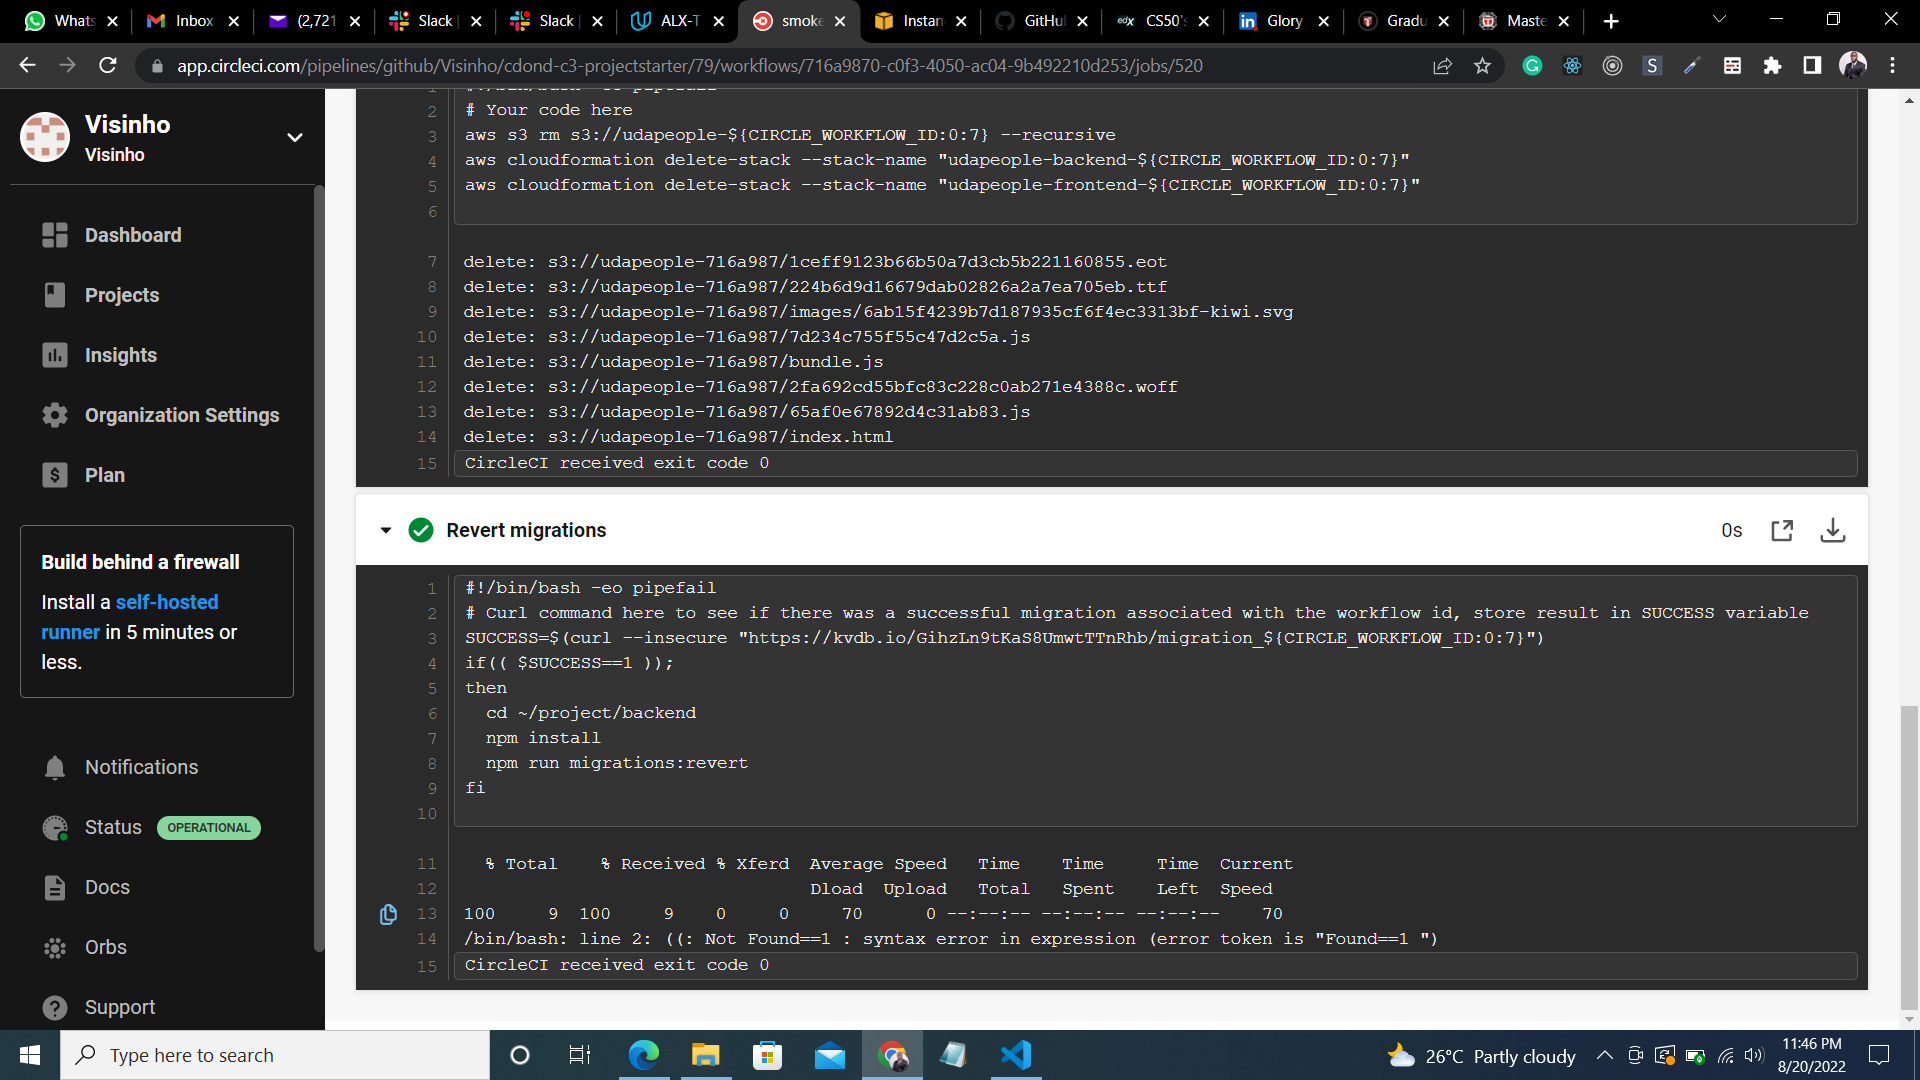 Whats
Inbox
(2,721
Slack
Slack
ALX-T
smoke
Instan
GitHul
edx CS50's
Glory
Gradu
Maste
app.circleci.com/pipelines/github/Visinho/cdond-c3-projectstarter/79/workflows/716a9870-c0f3-4050-ac04-9b492210d253/jobs/520
Visinho
Visinho
Dashboard
Projects
Insights
Organization Settings
Plan
Build behind a firewall
Install a self-hosted
runner in 5 minutes or
less.
Notifications
Status OPERATIONAL
Docs
Orbs
Support
1 #!/bin/bash -eo pipefail
2 # Your code here
3 aws s3 rm s3://udapeople-${CIRCLE_WORKFLOW_ID:0:7} --recursive
4 aws cloudformation delete-stack --stack-name "udapeople-backend-${CIRCLE_WORKFLOW_ID:0:7}"
5 aws cloudformation delete-stack --stack-name "udapeople-frontend-${CIRCLE_WORKFLOW_ID:0:7}"
6
7 delete: s3://udapeople-716a987/1ceff9123b66b50a7d3cb5b221160855.eot
8 delete: s3://udapeople-716a987/224b6d9d16679dab02826a2a7ea705eb.ttf
9 delete: s3://udapeople-716a987/images/6ab15f4239b7d187935cf6f4ec3313bf-kiwi.svg
10 delete: s3://udapeople-716a987/7d234c755f55c47d2c5a.js
11 delete: s3://udapeople-716a987/bundle.js
12 delete: s3://udapeople-716a987/2fa692cd55bfc83c228c0ab271e4388c.woff
13 delete: s3://udapeople-716a987/65af0e67892d4c31ab83.js
14 delete: s3://udapeople-716a987/index.html
15 CircleCI received exit code 0
Revert migrations 0s
1 #!/bin/bash -eo pipefail
2 # Curl command here to see if there was a successful migration associated with the workflow id, store result in SUCCESS variable
3 SUCCESS=$(curl --insecure "https://kvdb.io/GihzLn9tKaS8UmwtTTnRhb/migration_${CIRCLE_WORKFLOW_ID:0:7}")
4 if(( $SUCCESS==1 ));
5 then
6 cd ~/project/backend
7 npm install
8 npm run migrations:revert
9 fi
10
11 % Total % Received % Xferd Average Speed Time Time Time Current
12 Dload Upload Total Spent Left Speed
13 100 9 100 9 0 0 70 0 --:--:-- --:--:-- --:--:-- 70
14 /bin/bash: line 2: ((: Not Found==1 : syntax error in expression (error token is "Found==1 ")
15 CircleCI received exit code 0
Type here to search
26°C Partly cloudy
11:46 PM
8/20/2022